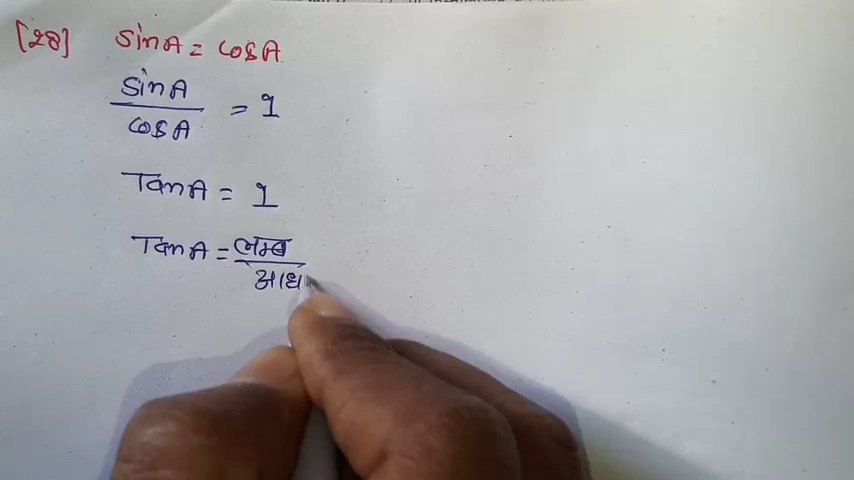 [28] sinA = cosA
sinA
cosA = 1
TanA = 1
TanA = लम्ब
आधा